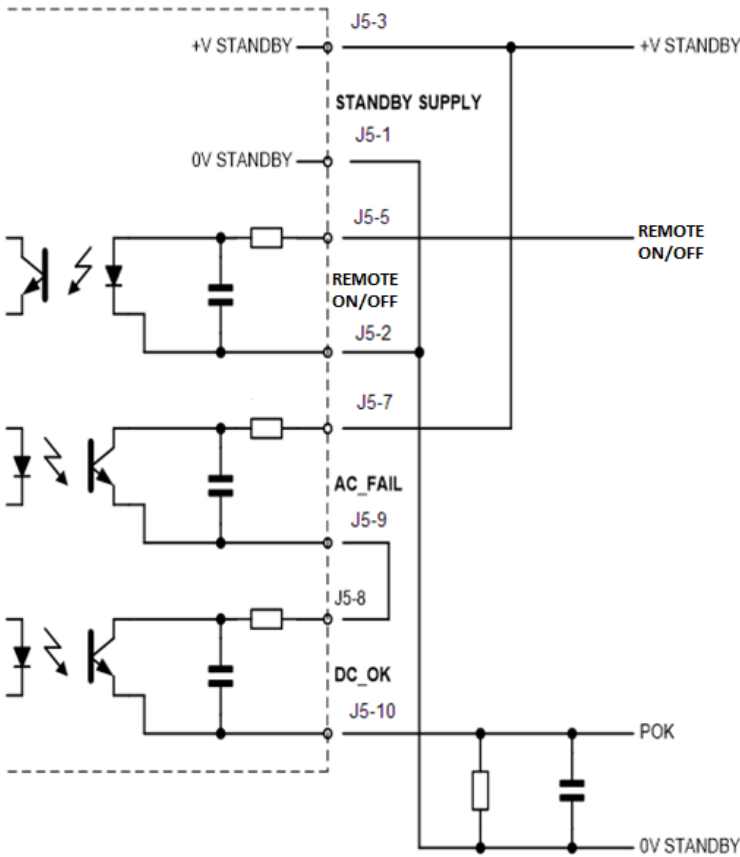 J5-3
+V STANDBY
+V STANDBY
STANDBY SUPPLY
J5-1
0V STANDBY
J5-5
REMOTE
ON/OFF
REMOTE
ON/OFF
J5-2
J5-7
AC_FAIL
J5-9
J5-8
DC_OK
J5-10
POK
0V STANDBY